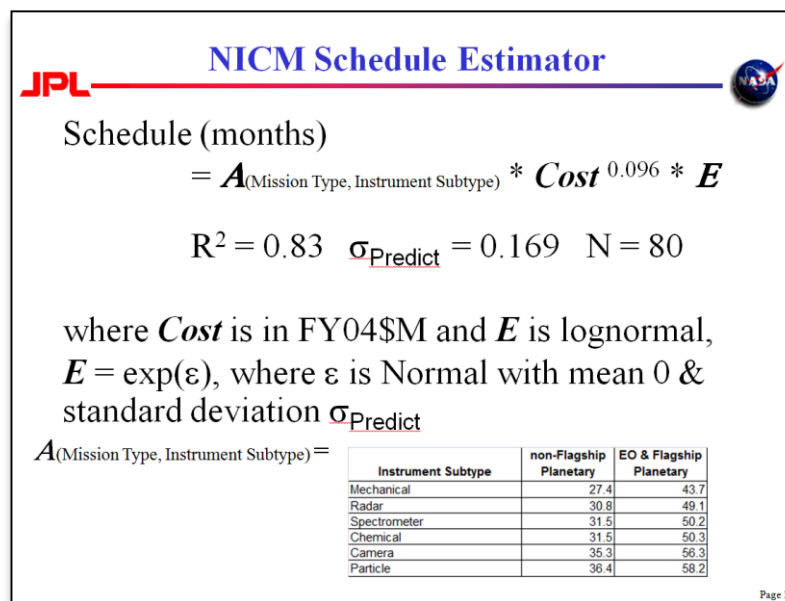 NICM Schedule Estimator
JPL
NASA
Schedule (months)
= A(Mission Type, Instrument Subtype) * Cost 0.096 * E
R² = 0.83 σPredict = 0.169 N = 80
where Cost is in FY04$M and E is lognormal,
E = exp(ε), where ε is Normal with mean 0 &
standard deviation σPredict
A(Mission Type, Instrument Subtype) =
Instrument Subtype non-Flagship Planetary EO & Flagship Planetary
Mechanical 27.4 43.7
Radar 30.8 49.1
Spectrometer 31.5 50.2
Chemical 31.5 50.3
Camera 35.3 56.3
Particle 36.4 58.2
Page